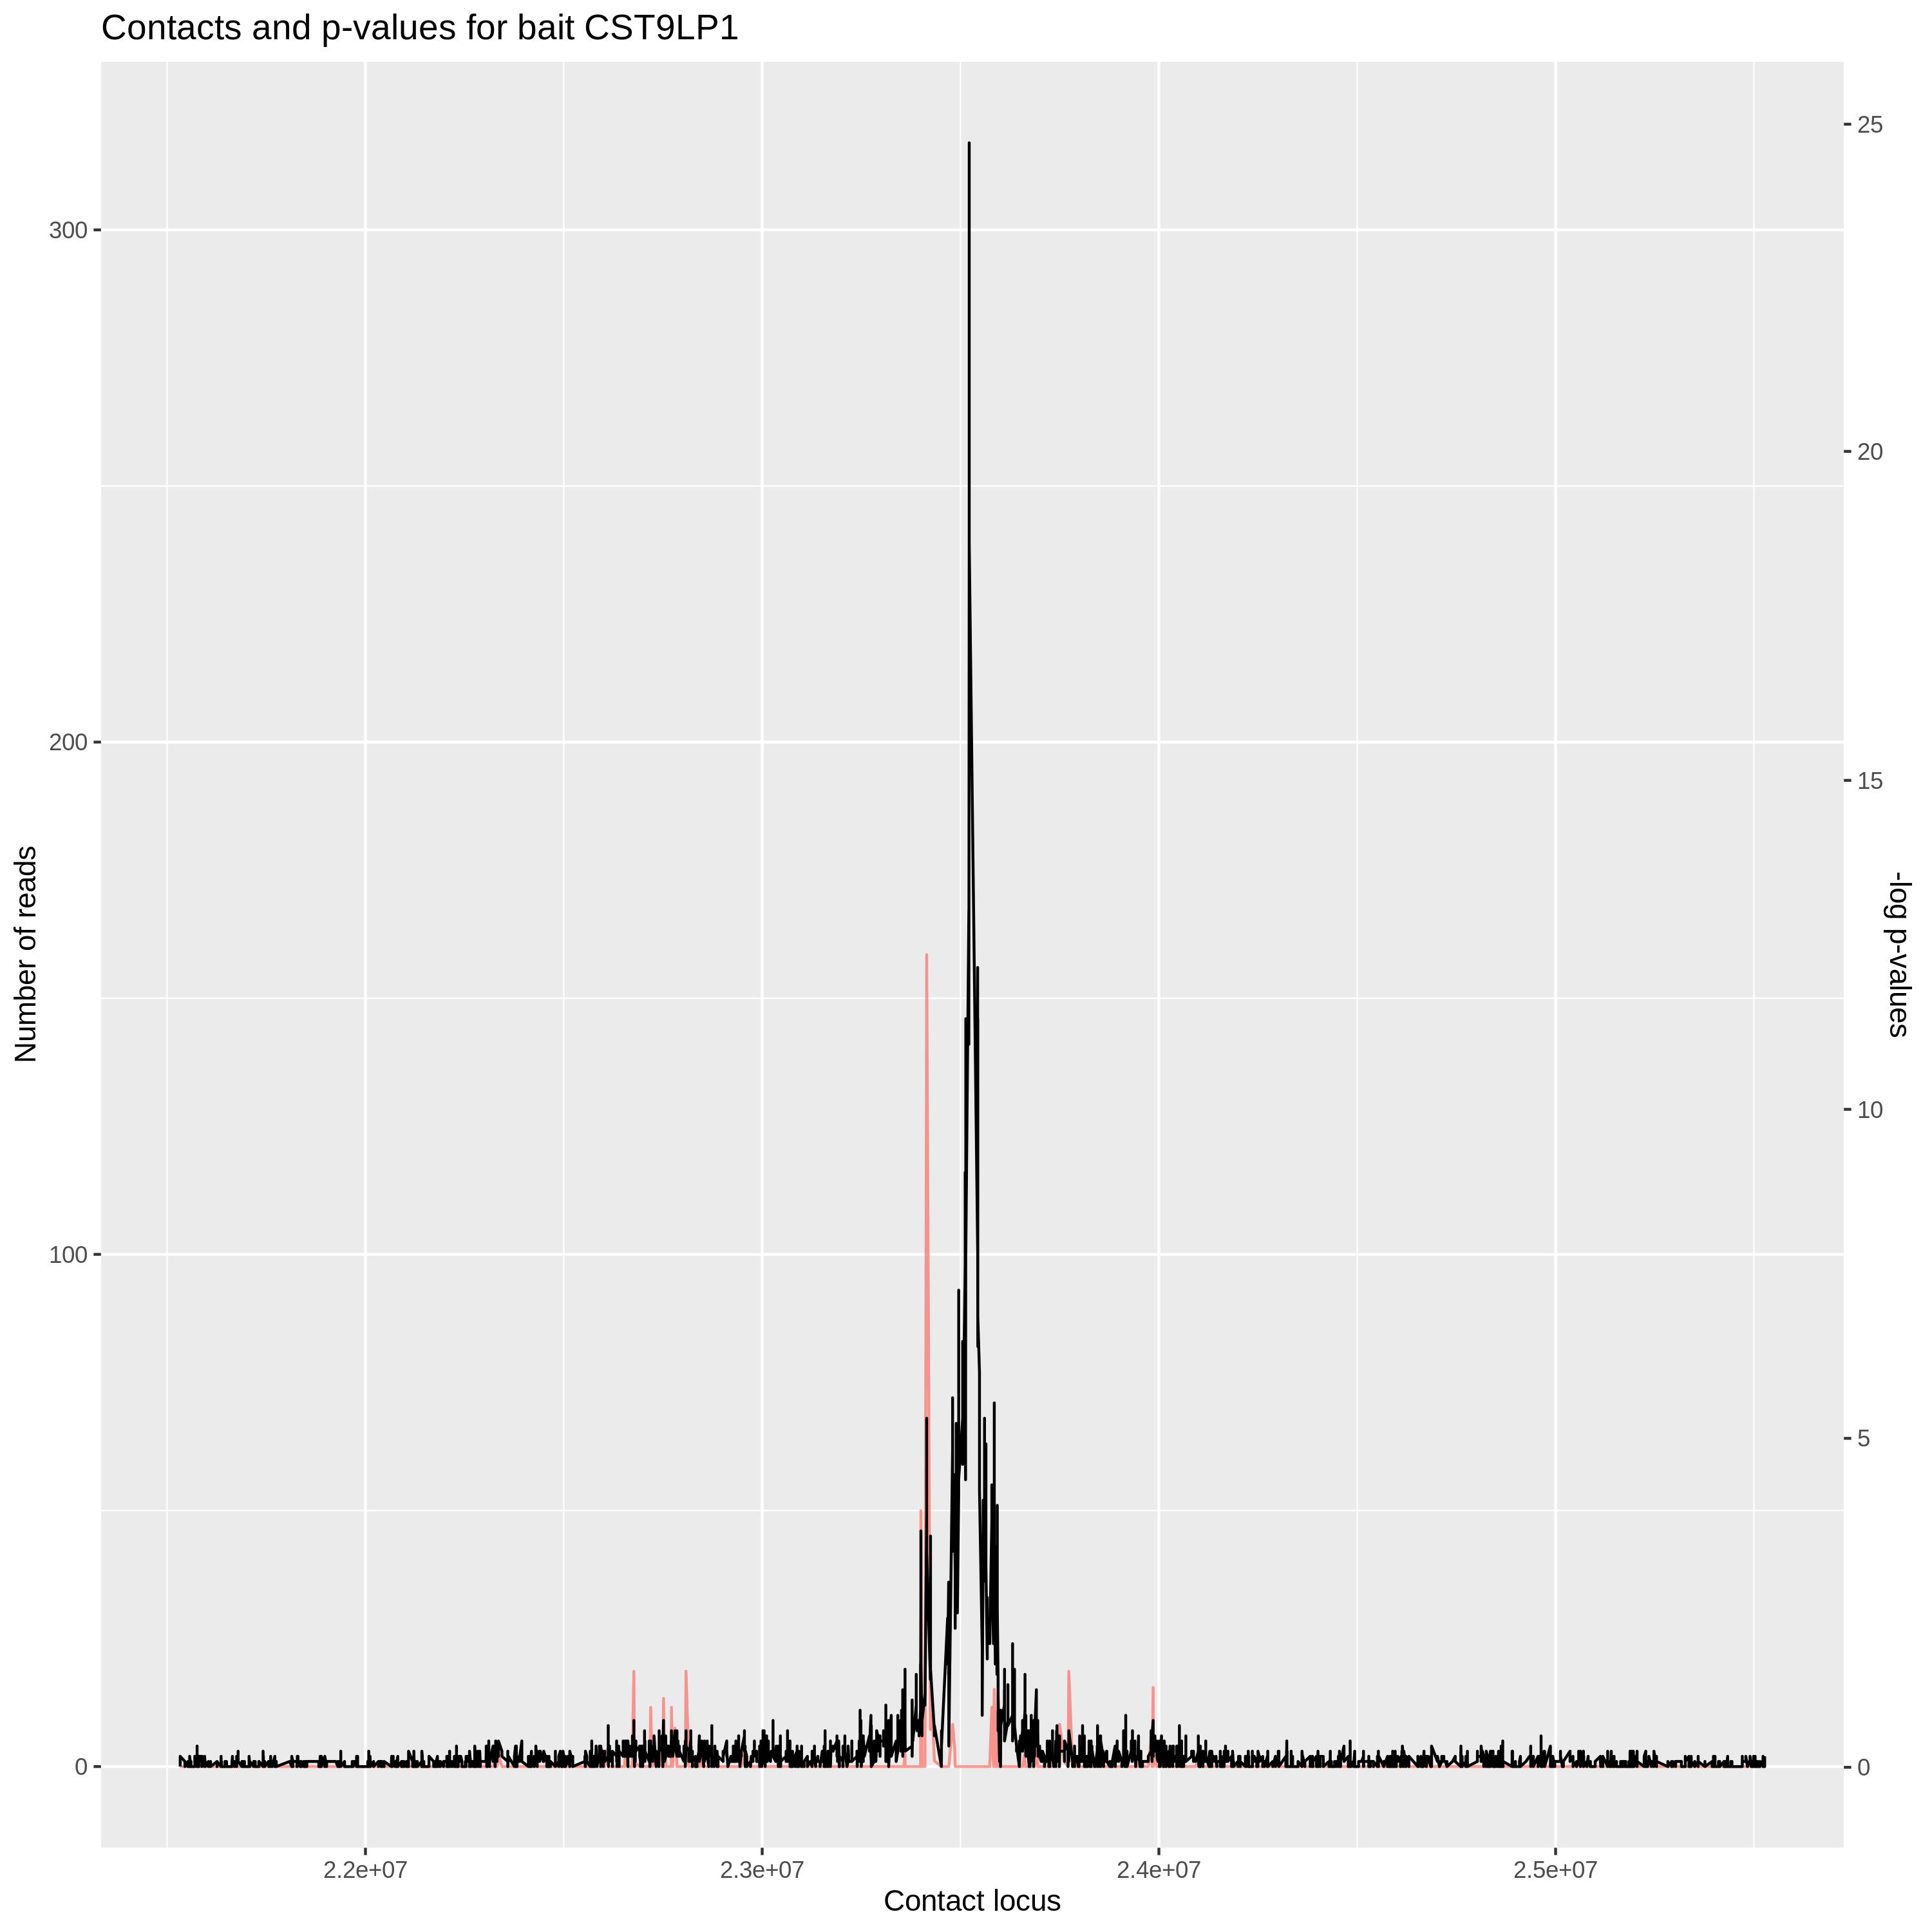 Contacts and p-values for bait CST9LP1
Number of reads
300
200
100
0
25
20
15
10
5
0
-log p-values
2.2e+07
2.3e+07
2.4e+07
2.5e+07
Contact locus